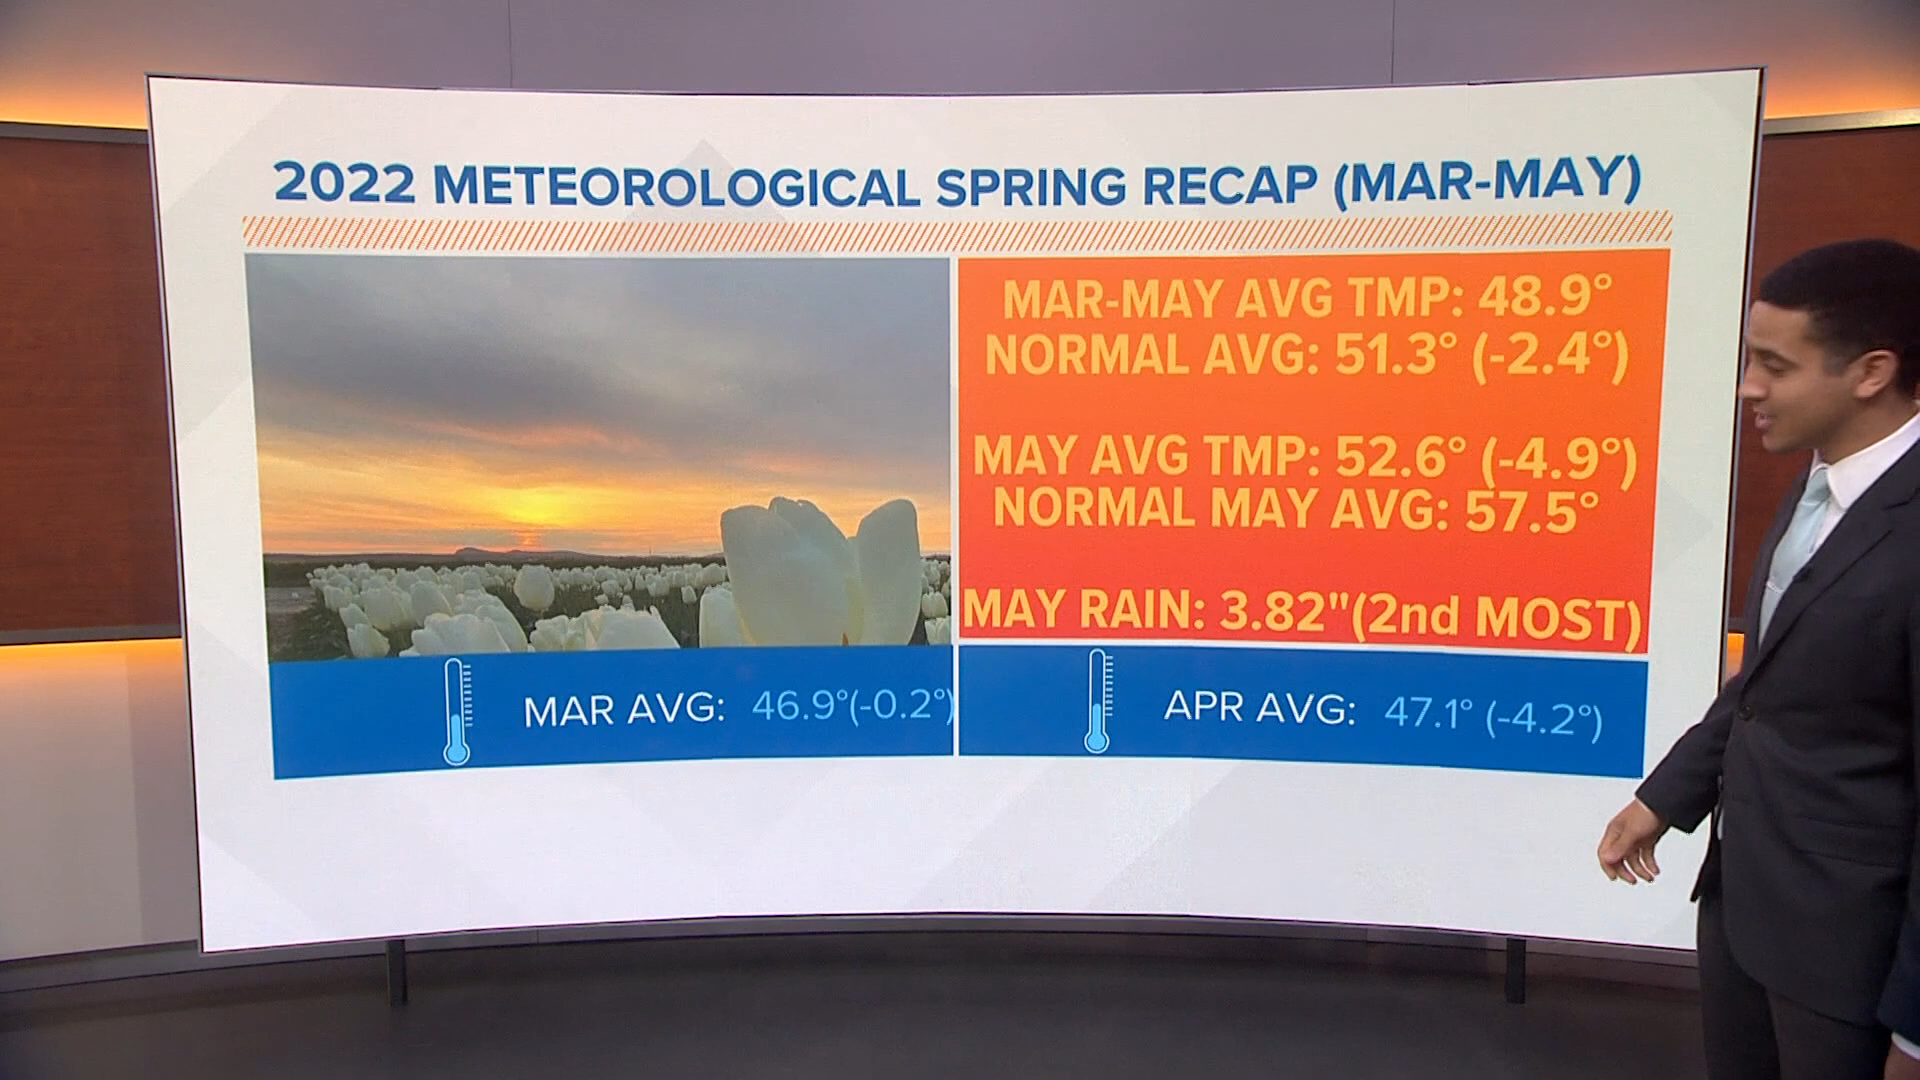 2022 METEOROLOGICAL SPRING RECAP (MAR-MAY)
MAR-MAY AVG TMP: 48.9°
NORMAL AVG: 51.3° (-2.4°)
MAY AVG TMP: 52.6° (-4.9°)
NORMAL MAY AVG: 57.5°
MAY RAIN: 3.82"(2nd MOST)
MAR AVG: 46.9°(-0.2°)
APR AVG: 47.1° (-4.2°)